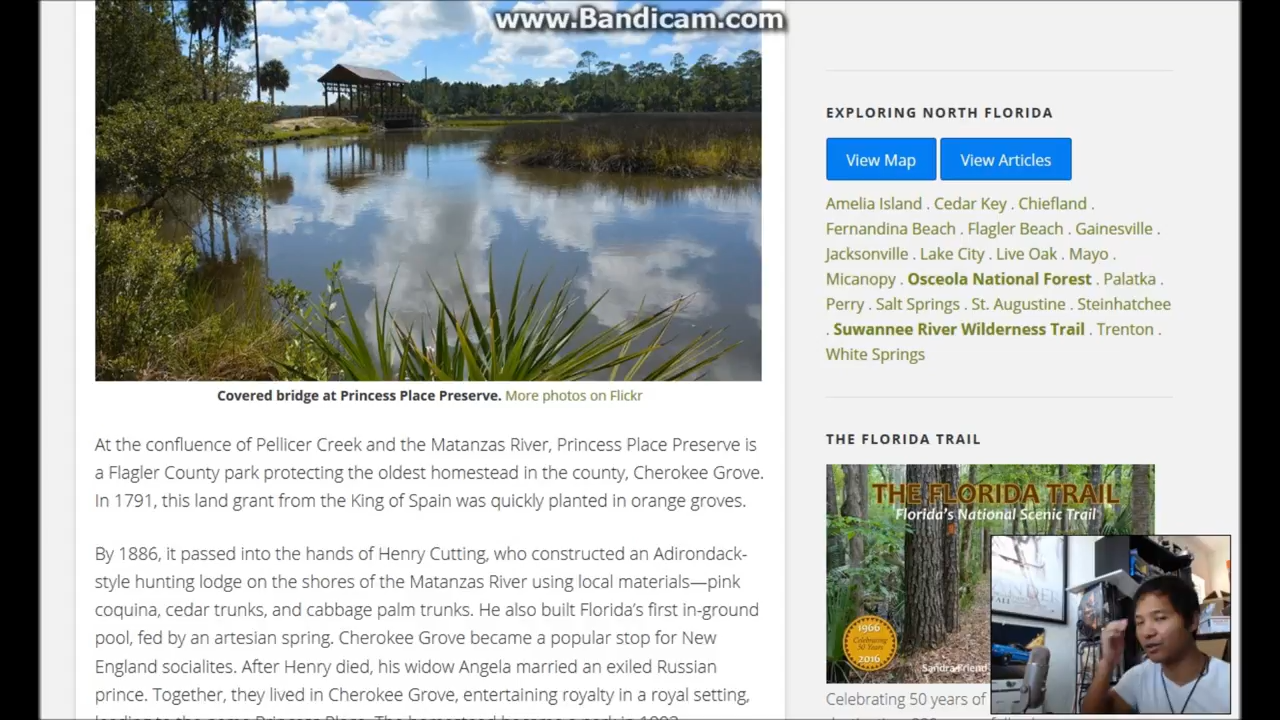 www.Bandicam.com
Covered bridge at Princess Place Preserve. More photos on Flickr
At the confluence of Pellicer Creek and the Matanzas River, Princess Place Preserve is
a Flagler County park protecting the oldest homestead in the county, Cherokee Grove.
In 1791, this land grant from the King of Spain was quickly planted in orange groves.
By 1886, it passed into the hands of Henry Cutting, who constructed an Adirondack-
style hunting lodge on the shores of the Matanzas River using local materials—pink
coquina, cedar trunks, and cabbage palm trunks. He also built Florida's first in-ground
pool, fed by an artesian spring. Cherokee Grove became a popular stop for New
England socialites. After Henry died, his widow Angela married an exiled Russian
prince. Together, they lived in Cherokee Grove, entertaining royalty in a royal setting,
EXPLORING NORTH FLORIDA
View Map View Articles
Amelia Island . Cedar Key . Chiefland .
Fernandina Beach . Flagler Beach . Gainesville .
Jacksonville . Lake City . Live Oak . Mayo .
Micanopy . Osceola National Forest . Palatka .
Perry . Salt Springs . St. Augustine . Steinhatchee
. Suwannee River Wilderness Trail . Trenton .
White Springs
THE FLORIDA TRAIL
THE FLORIDA TRAIL
Florida's National Scenic Trail
1966
Celebrating
50 Years
2016
Sandra Friend
Celebrating 50 years of